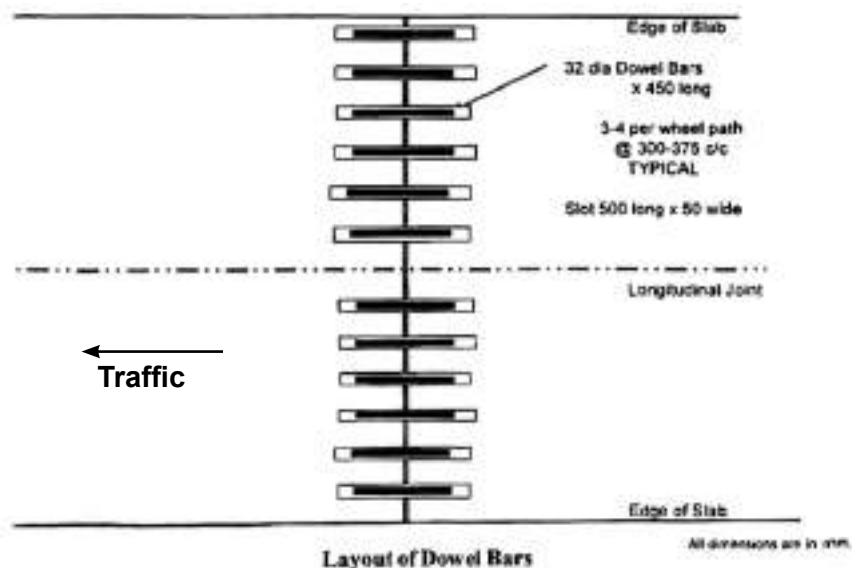 Edge of Slab
32 dia Dowel Bars
x 450 long
3-4 per wheel path
@ 300-375 c/c
TYPICAL
Slot 500 long x 50 wide
Longitudinal Joint
Traffic
Edge of Slab
All dimensions are in mm.
Layout of Dowel Bars